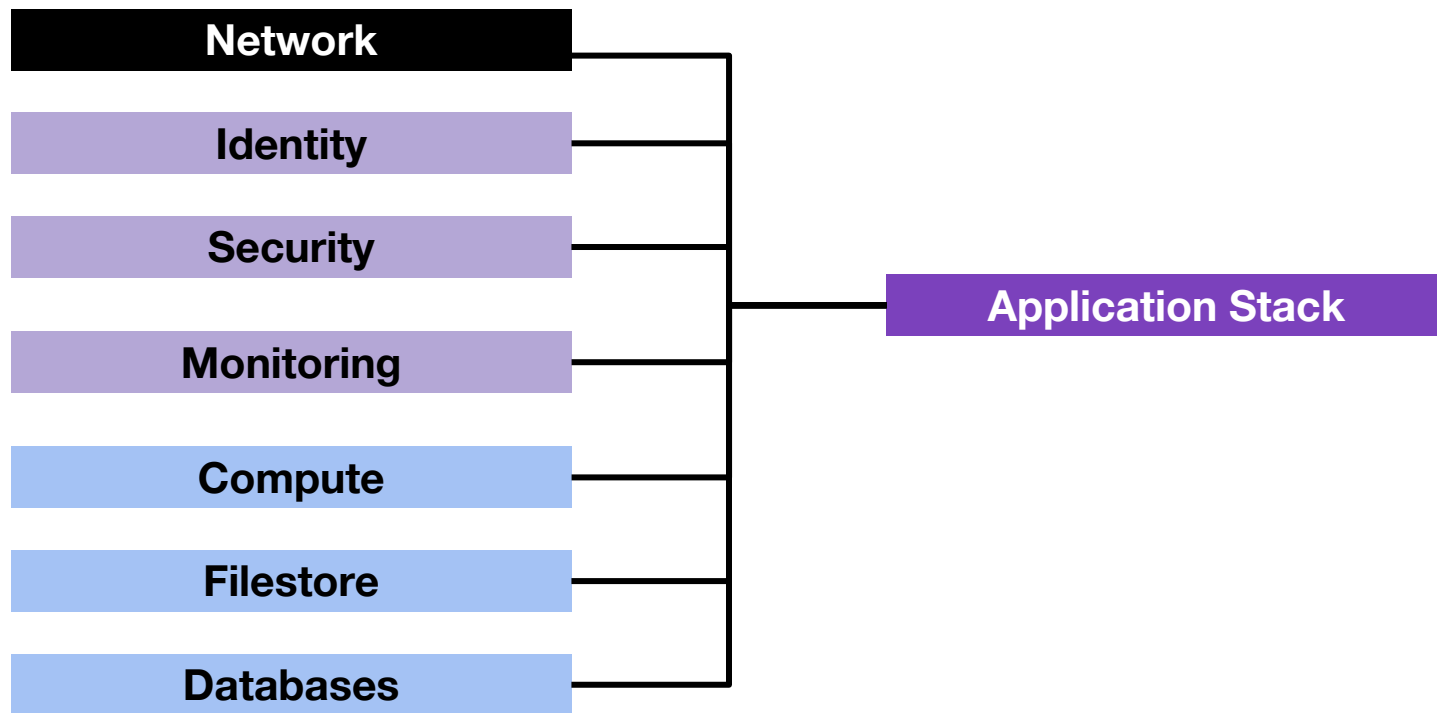 Network
Identity
Security
Monitoring
Compute
Filestore
Databases
Application Stack